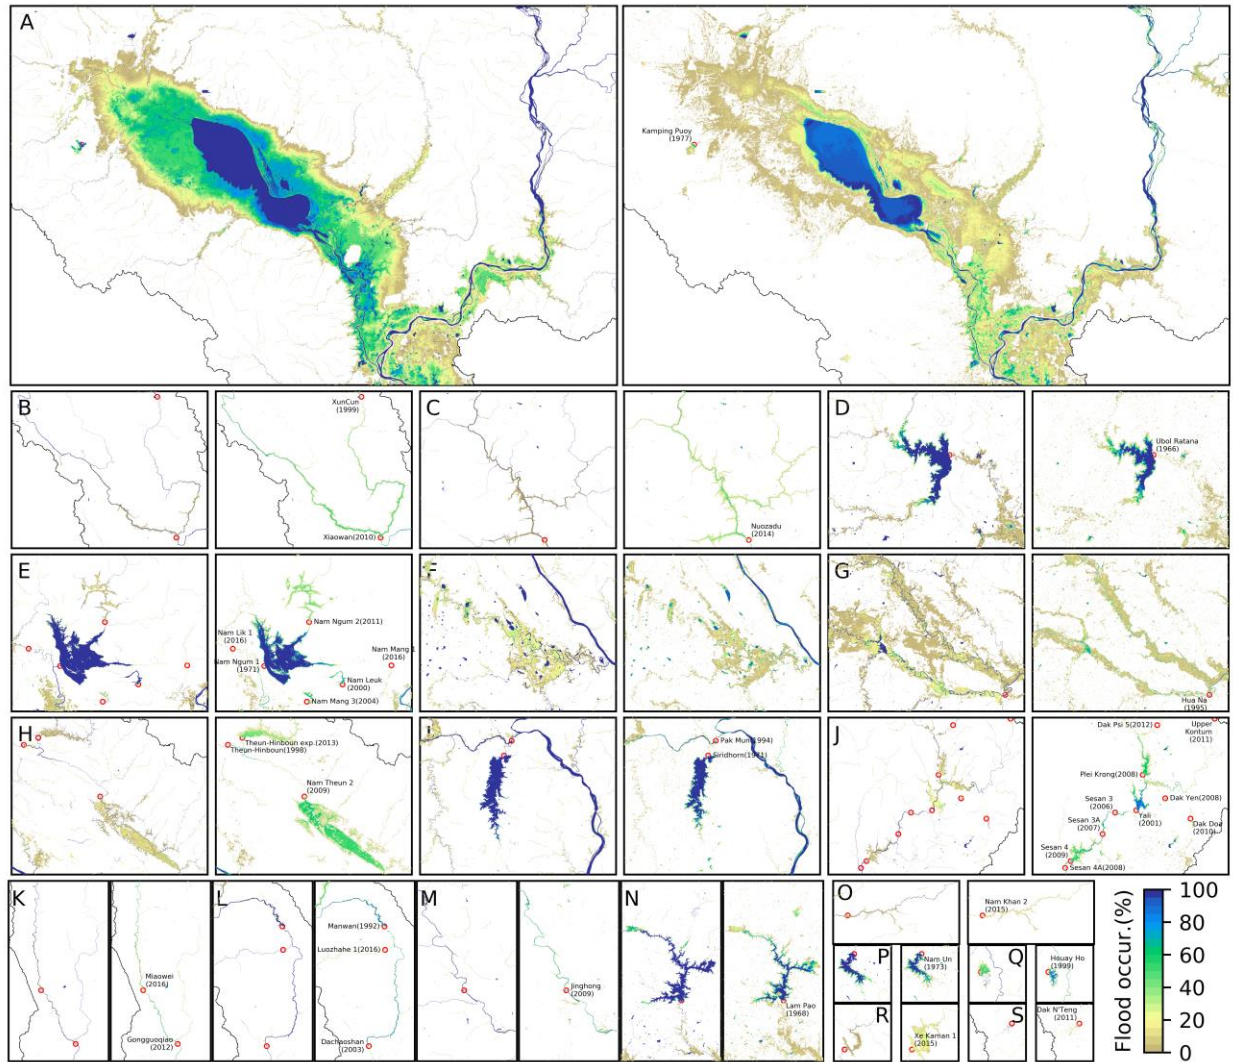 A
Kamping Puoy
(1977)
B
XunCun
(1999)
Xiaowan(2010)
C
Nuozadu
(2014)
D
Ubol Ratana
(1966)
E
Nam Ngum 2(2011)
Nam Lik 1
(2016)
Nam Mang 1
(2016)
Nam Ngum 1
(1971)
Nam Leuk
(2000)
Nam Mang 3(2004)
F
G
Hua Na
(1995)
H
Theun-Hinboun exp.(2013)
Theun-Hinboun(1998)
Nam Theun 2
(2009)
I
Pak Mun(1994)
Siridhorn(1971)
J
Dak Psi 5(2012)
Upper
Kontum
(2011)
Plei Krong(2008)
Dak Yen(2008)
Sesan 3
(2006)
Yali
(2001)
Sesan 3A
(2007)
Dak Doa
(2010)
Sesan 4
(2009)
Sesan 4A(2008)
K
Miaowei
(2016)
Gongguoqiao
(2012)
L
Manwan(1992)
Luozhahe 1(2016)
Dachaoshan
(2003)
M
Jinghong
(2009)
N
Lam Pao
(1968)
O
Nam Khan 2
(2015)
P
Nam Un
(1973)
Q
Houay Ho
(1999)
R
Xe Kaman 1
(2015)
S
Dak N'Teng
(2011)
Flood occur.(%)
100
80
60
40
20
0